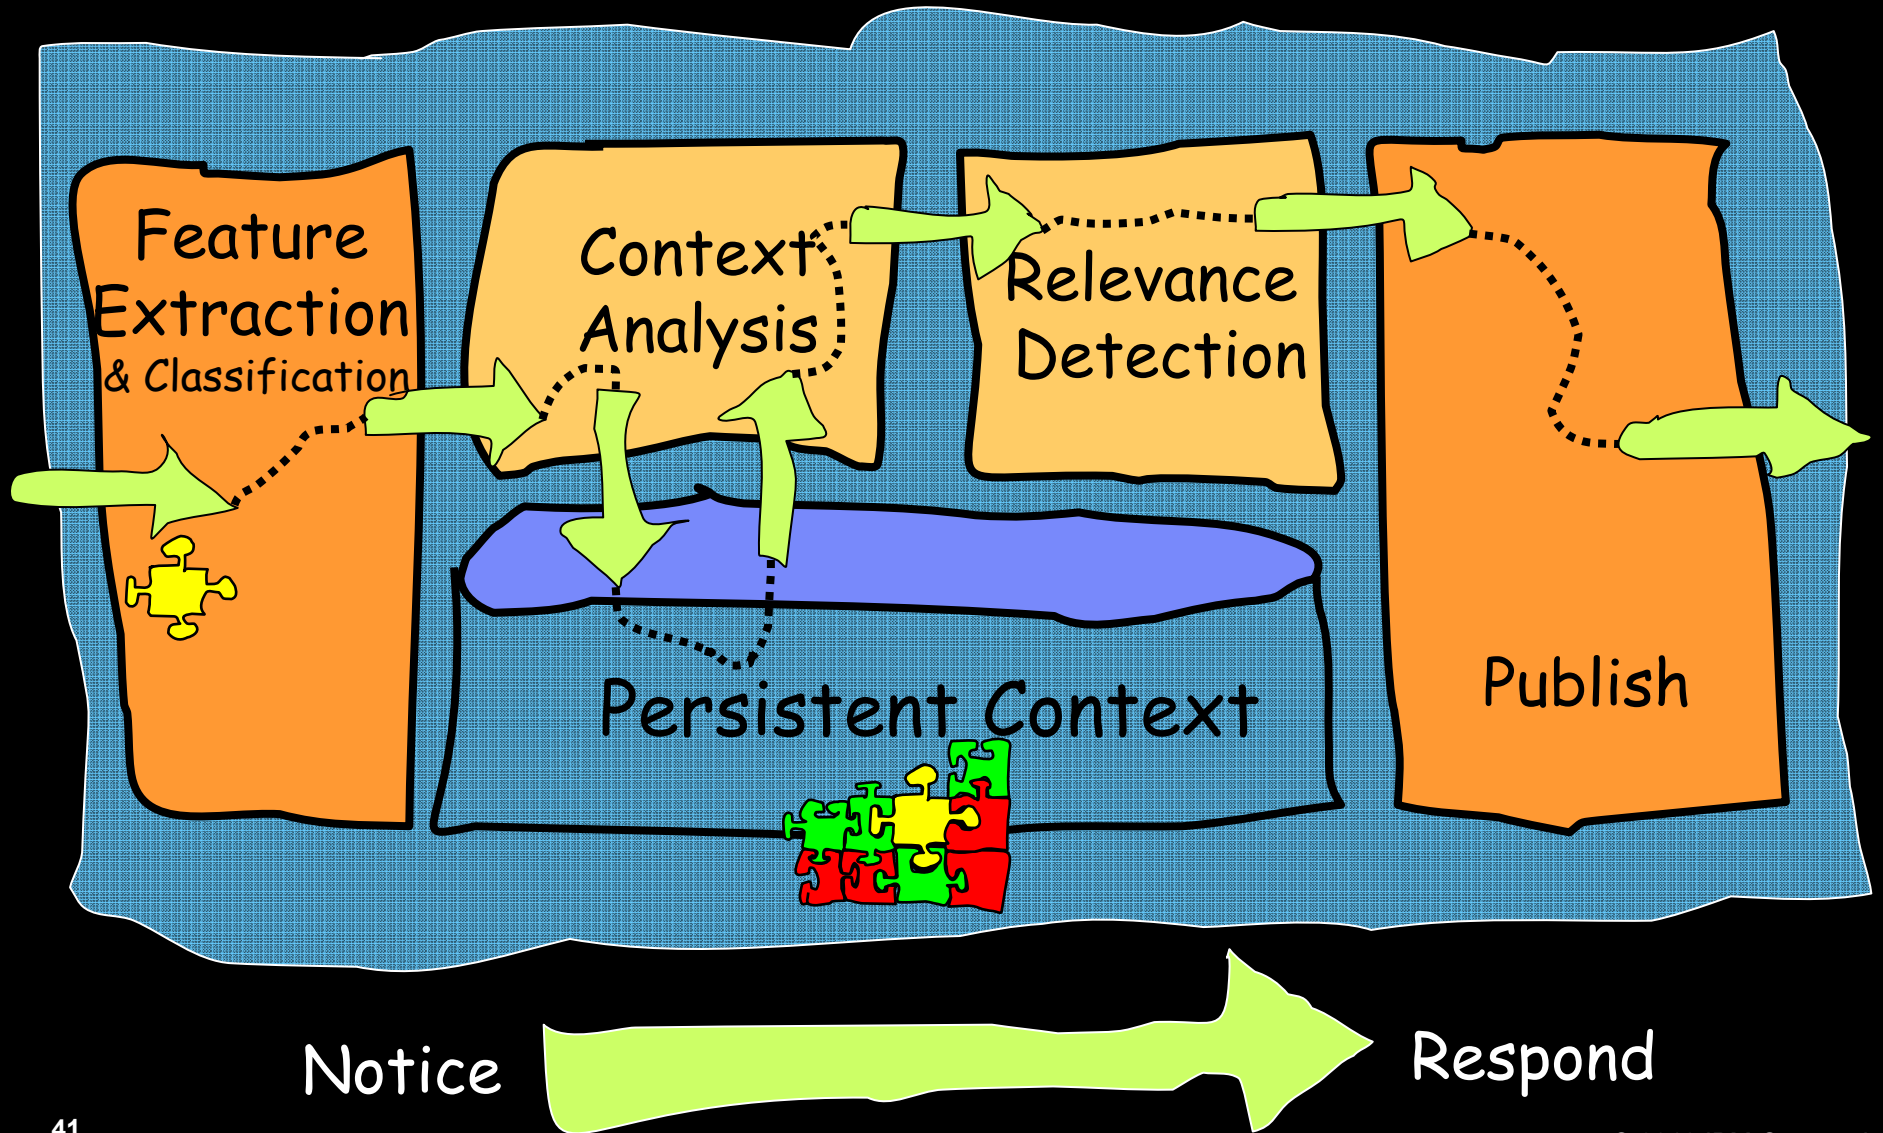 Feature
Extraction
& Classification
Context
Analysis
Relevance
Detection
Persistent Context
Publish
Notice
Respond
41